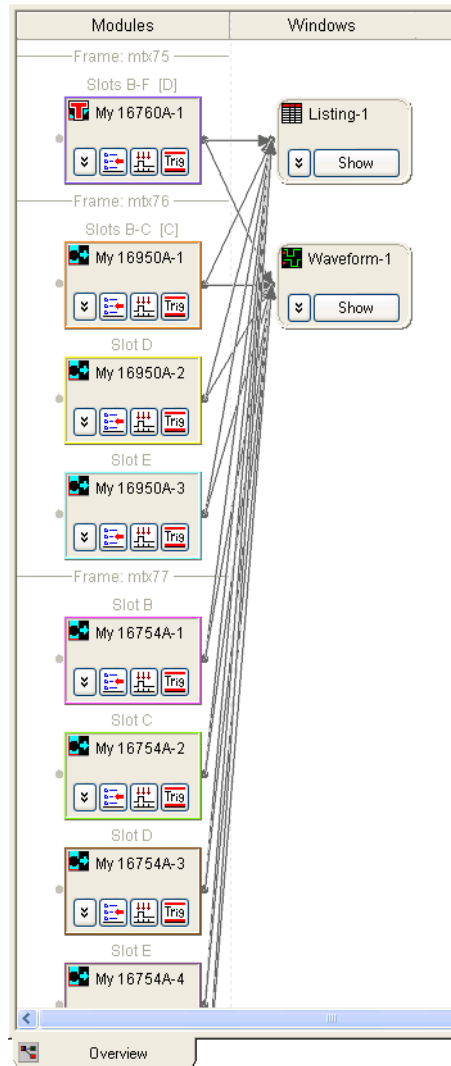 Modules Windows
Frame: mtx75
Slots B-F [D]
My 16760A-1
Trig
Listing-1
Show
Frame: mtx76
Slots B-C [C]
My 16950A-1
Trig
Waveform-1
Show
Slot D
My 16950A-2
Trig
Slot E
My 16950A-3
Trig
Frame: mtx77
Slot B
My 16754A-1
Trig
Slot C
My 16754A-2
Trig
Slot D
My 16754A-3
Trig
Slot E
My 16754A-4
Overview